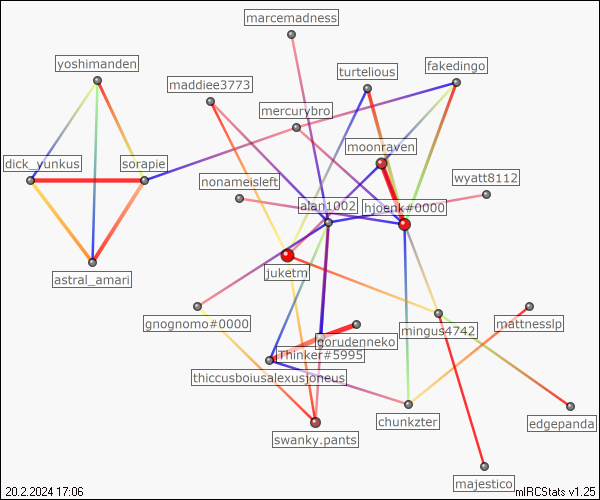 marcemadness
yoshimanden
fakedingo
turtelious
maddiee3773
mercurybro
moonraven
dick_yunkus
sorapie
nonameisleft
wyatt8112
alan1002
hjoenk#0000
juketm
astral_amari
gnognomo#0000
mingus4742
mattnesslp
gorudenneko
Thinker#5995
thiccusboiusalexusjoneus
chunkzter
edgepanda
swanky.pants
majestico
20.2.2024 17:06
mIRCStats v1.25